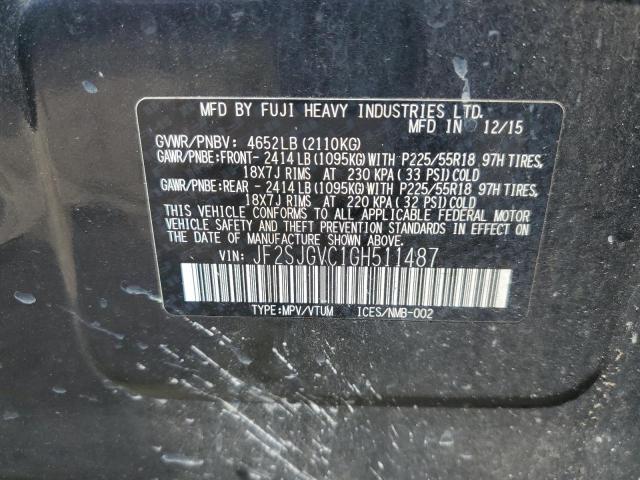 MFD BY FUJI HEAVY INDUSTRIES LTD.
MFD IN 12/15
GVWR/PNBV: 4652LB (2110KG)
GAWR/PNBE:FRONT- 2414LB (1095KG) WITH P225/55R18 97H TIRES,
18X7J RIMS AT 230 KPA (33 PSI) COLD
GAWR/PNBE:REAR - 2414LB (1095KG) WITH P225/55R18 97H TIRES,
18X7J RIMS AT 220 KPA (32 PSI) COLD
THIS VEHICLE CONFORMS TO ALL APPLICABLE FEDERAL MOTOR
VEHICLE SAFETY AND THEFT PREVENTION STANDARDS IN EFFECT
ON THE DATE OF MANUFACTURE SHOWN ABOVE.
VIN: JF2SJGVC1GH511487
TYPE:MPV/VTUM ICES/NMB-002